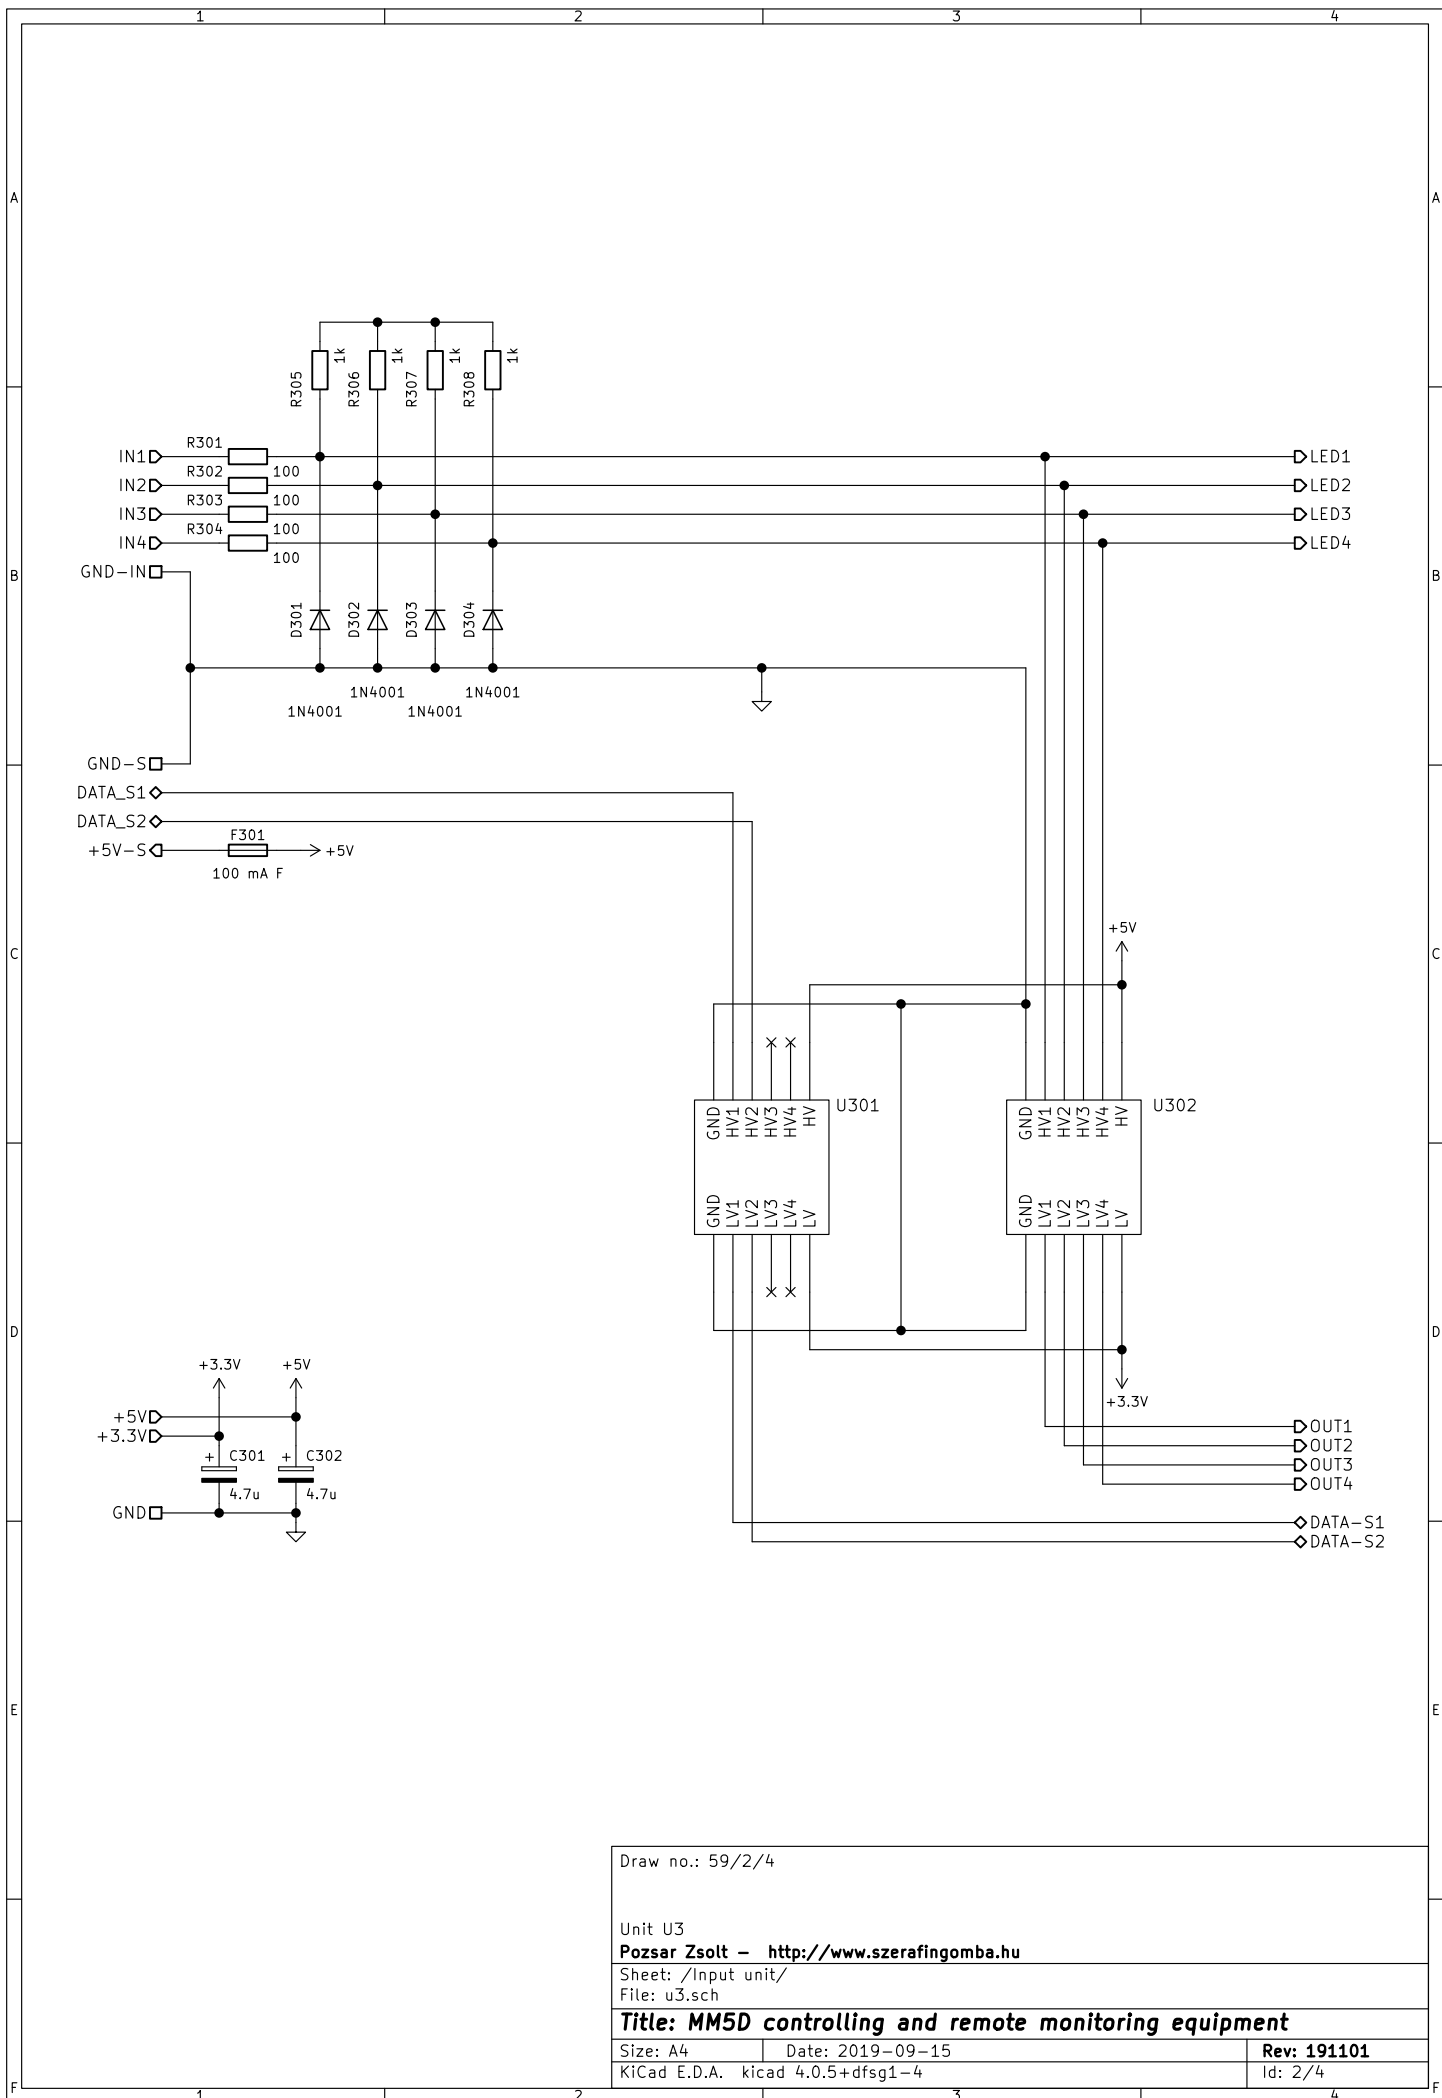 1 2 3 4
A A
1k 1k 1k 1k
R305 R306 R307 R308
R301
IN1 100 LED1
R302
IN2 100 LED2
R303
IN3 100 LED3
R304
IN4 100 LED4
GND-IN
B B
D301 D302 D303 D304
1N4001 1N4001
1N4001 1N4001
GND-S
DATA_S1
DATA_S2
F301
+5V-S +5V
100 mA F
+5V
C C
U301 U302
GND HV1 HV2 HV3 HV4 HV GND HV1 HV2 HV3 HV4 HV
GND LV1 LV2 LV3 LV4 LV GND LV1 LV2 LV3 LV4 LV
D D
+3.3V +5V
+3.3V
+5V OUT1
+3.3V OUT2
+ C301 + C302
OUT3
OUT4
4.7u 4.7u
GND
DATA-S1
DATA-S2
E E
Draw no.: 59/2/4
Unit U3
Pozsar Zsolt - http://www.szerafingomba.hu
Sheet: /Input unit/
File: u3.sch
Title: MM5D controlling and remote monitoring equipment
Size: A4 Date: 2019-09-15 Rev: 191101
KiCad E.D.A. kicad 4.0.5+dfsg1-4 Id: 2/4
F F
1 2 3 4